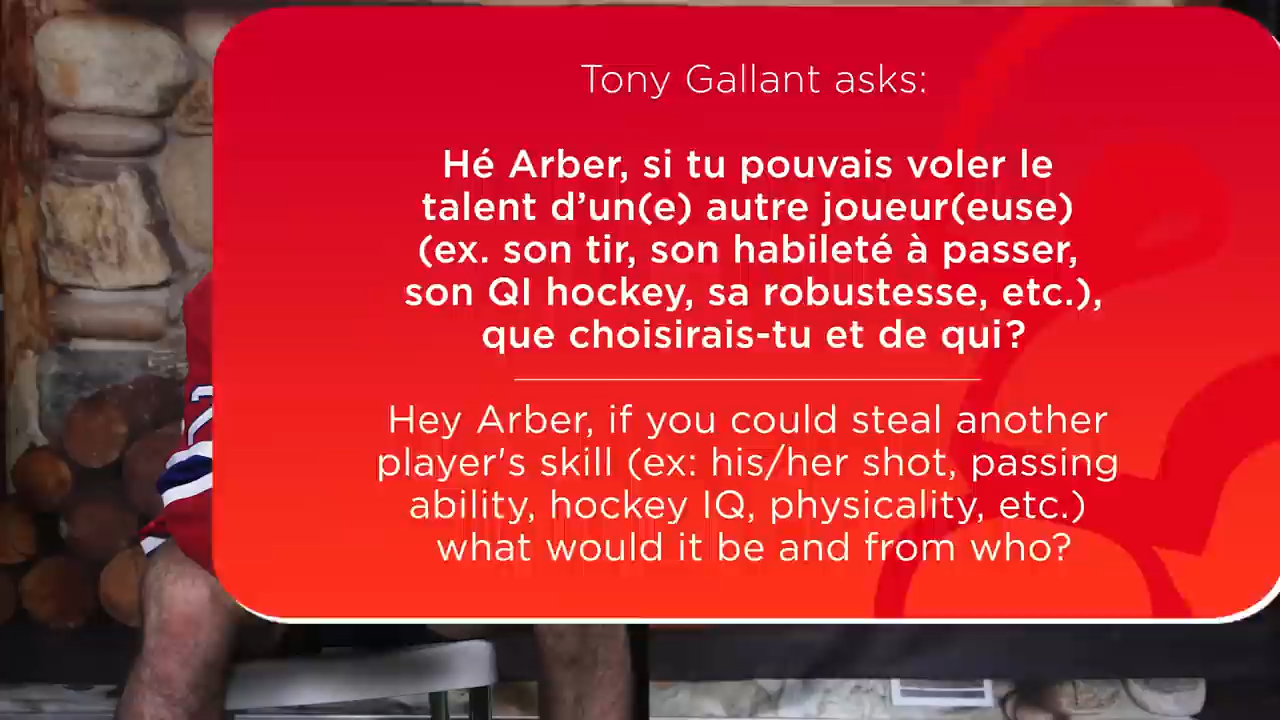 Tony Gallant asks:
Hé Arber, si tu pouvais voler le
talent d’un(e) autre joueur(euse)
(ex. son tir, son habileté à passer,
son QI hockey, sa robustesse, etc.),
que choisirais-tu et de qui?
Hey Arber, if you could steal another
player's skill (ex: his/her shot, passing
ability, hockey IQ, physicality, etc.)
what would it be and from who?